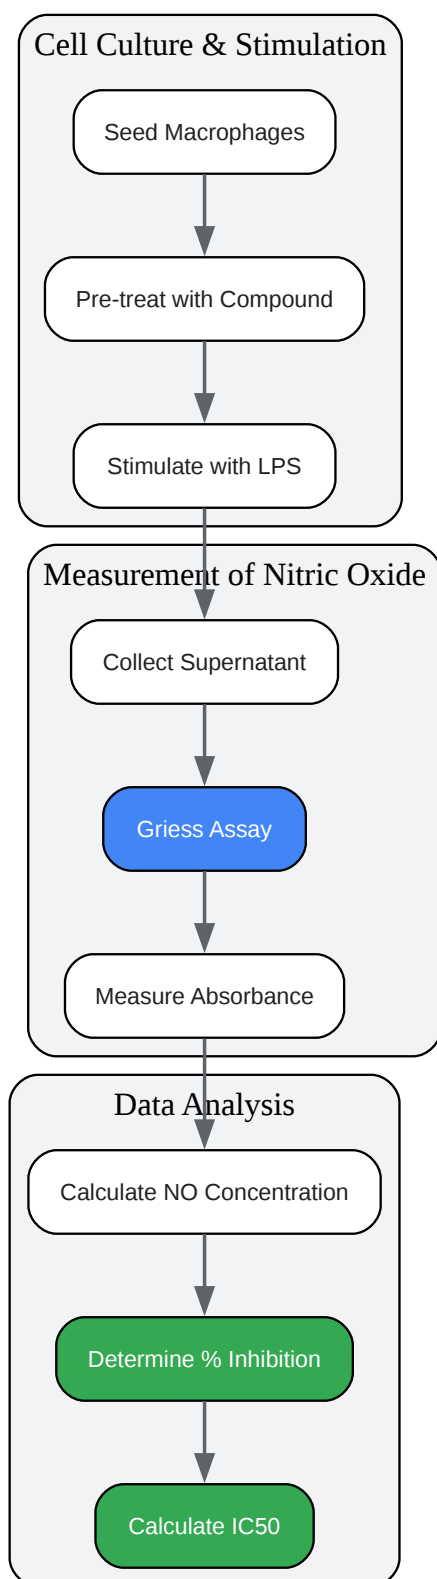 Cell Culture & Stimulation
Seed Macrophages
Pre-treat with Compound
Stimulate with LPS
Measurement of Nitric Oxide
Collect Supernatant
Griess Assay
Measure Absorbance
Data Analysis
Calculate NO Concentration
Determine % Inhibition
Calculate IC50